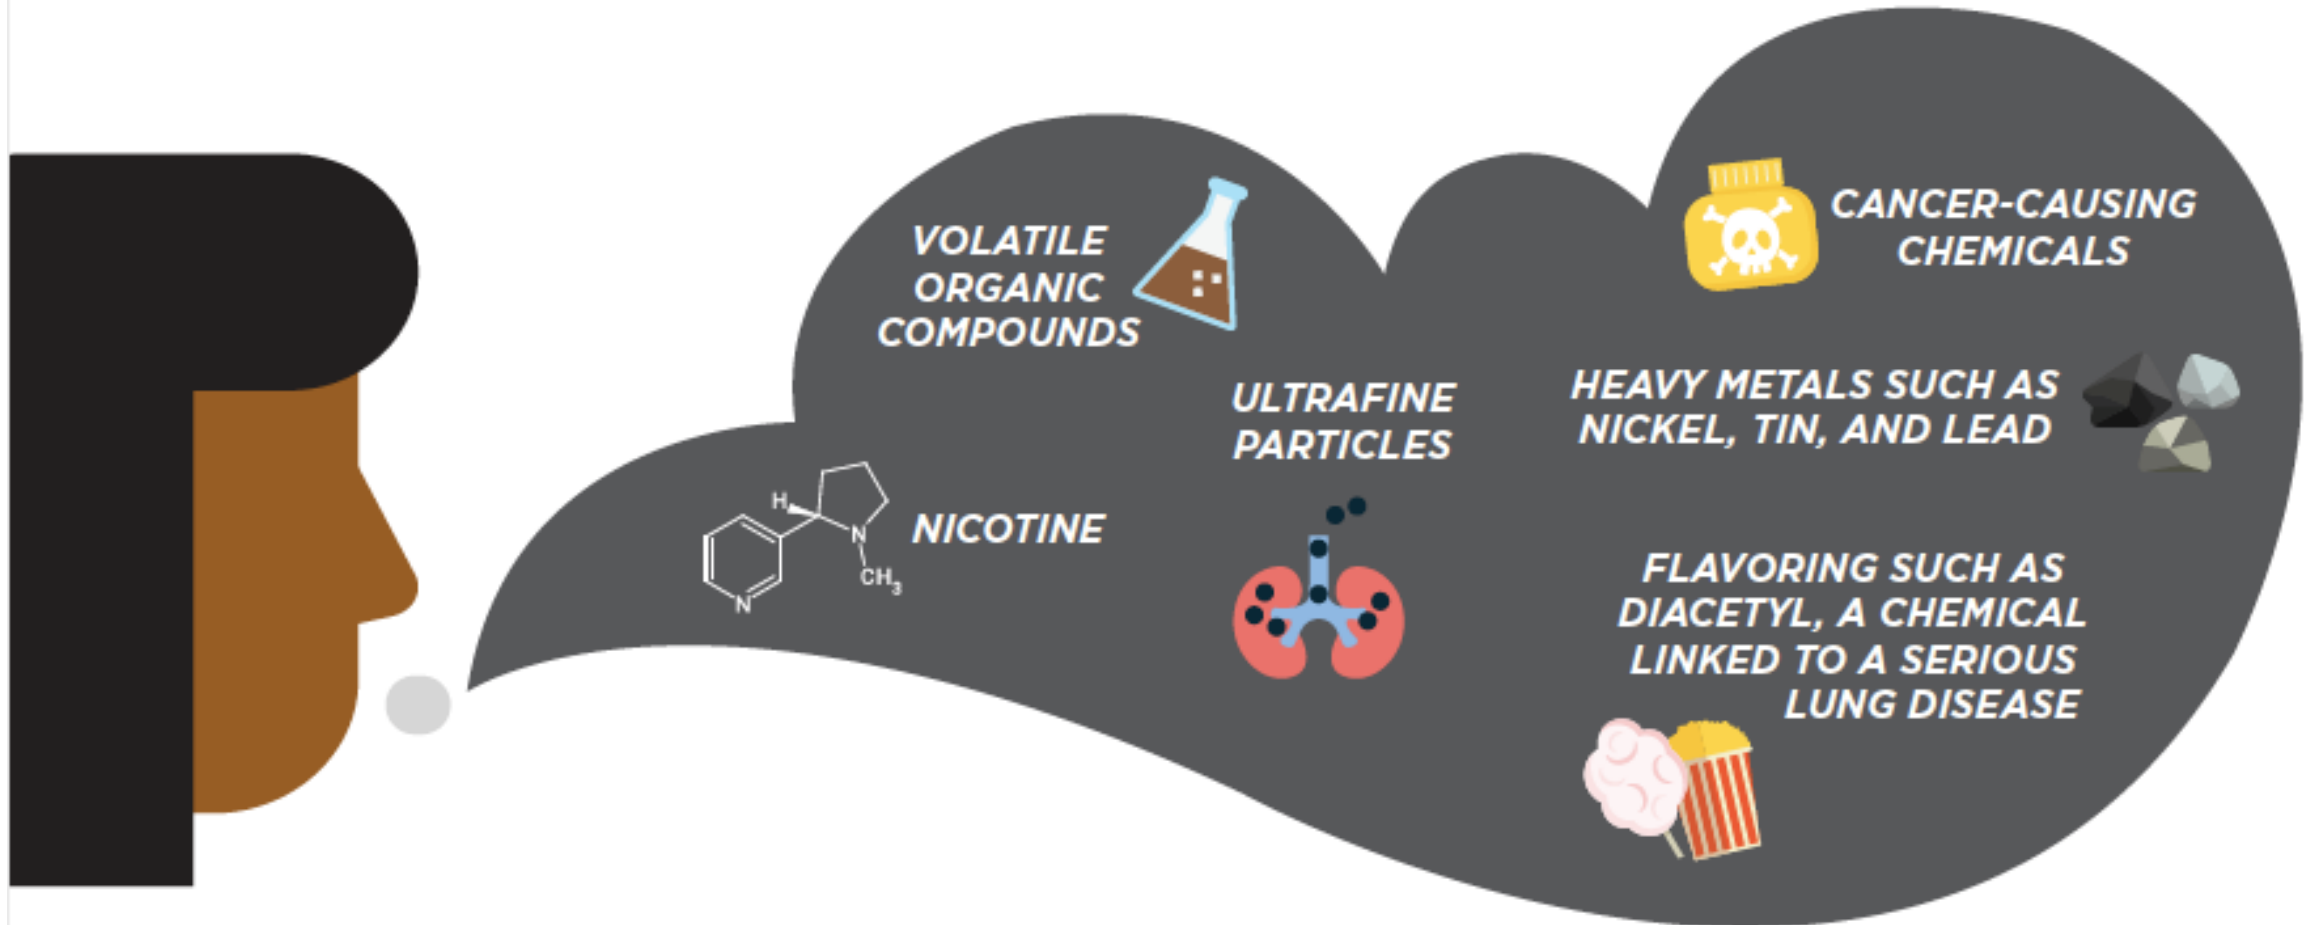 VOLATILE
ORGANIC
COMPOUNDS
CANCER-CAUSING
CHEMICALS
ULTRAFINE
PARTICLES
HEAVY METALS SUCH AS
NICKEL, TIN, AND LEAD
H
N
CH3
N
NICOTINE
FLAVORING SUCH AS
DIACETYL, A CHEMICAL
LINKED TO A SERIOUS
LUNG DISEASE